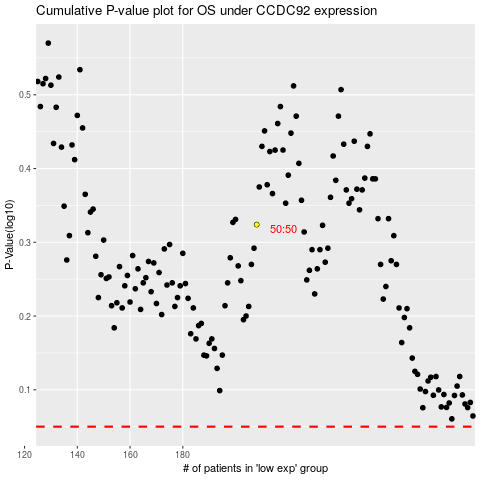 Cumulative P-value plot for OS under CCDC92 expression
P-Value(log10)
0.5
0.4
0.3
0.2
0.1
50:50
120 140 160 180
# of patients in 'low exp' group